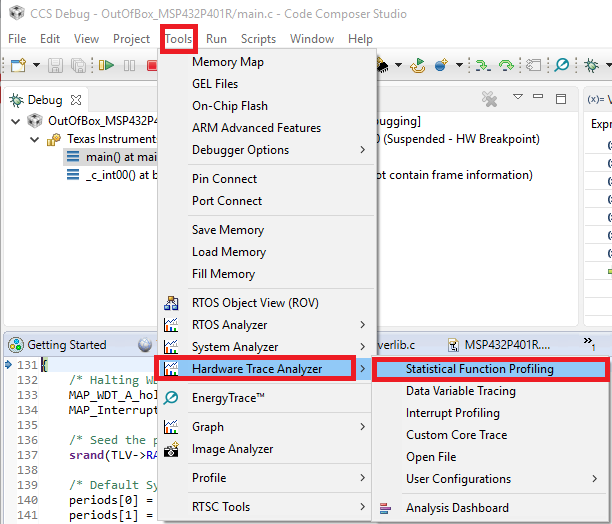 CCS Debug - OutOfBox_MSP432P401R/main.c - Code Composer Studio
File Edit View Project Tools Run Scripts Window Help
Memory Map
GEL Files
On-Chip Flash
ARM Advanced Features
Debugger Options
Pin Connect
Port Connect
Save Memory
Load Memory
Fill Memory
RTOS Object View (ROV)
RTOS Analyzer
System Analyzer
Hardware Trace Analyzer
EnergyTrace™
Graph
Image Analyzer
Profile
RTSC Tools
Statistical Function Profiling
Data Variable Tracing
Interrupt Profiling
Custom Core Trace
Open File
User Configurations
Analysis Dashboard
Debug
OutOfBox_MSP432P4 gging]
Texas Instrument 0 (Suspended - HW Breakpoint)
main() at mai
_c_int00() at b ot contain frame information)
(x)= V
Expre
Getting Started verlib.c MSP432P401R.... »1
131 {
132 /* Halting W
133 MAP_WDT_A_hol
134 MAP_Interrupt
135
136 /* Seed the p
137 srand(TLV->RA
138
139 /* Default Sy
140 periods[0] =
141 periods[1] =